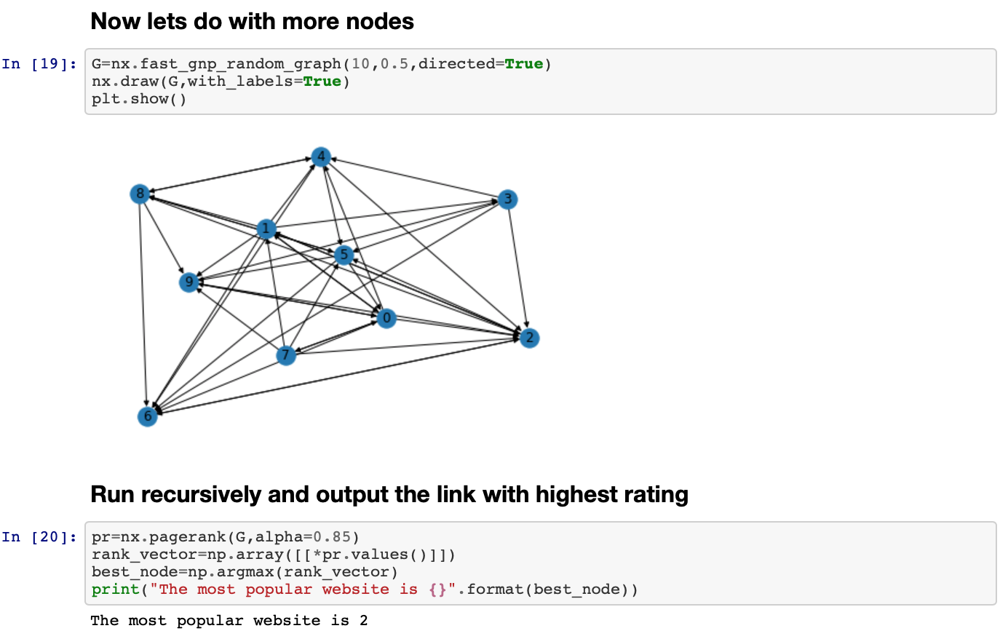 Now lets do with more nodes
In [19]:
G=nx.fast_gnp_random_graph(10,0.5,directed=True)
nx.draw(G,with_labels=True)
plt.show()
4
8
3
1
5
9
0
2
7
6
Run recursively and output the link with highest rating
In [20]:
pr=nx.pagerank(G,alpha=0.85)
rank_vector=np.array([[*pr.values()]])
best_node=np.argmax(rank_vector)
print("The most popular website is {}".format(best_node))
The most popular website is 2